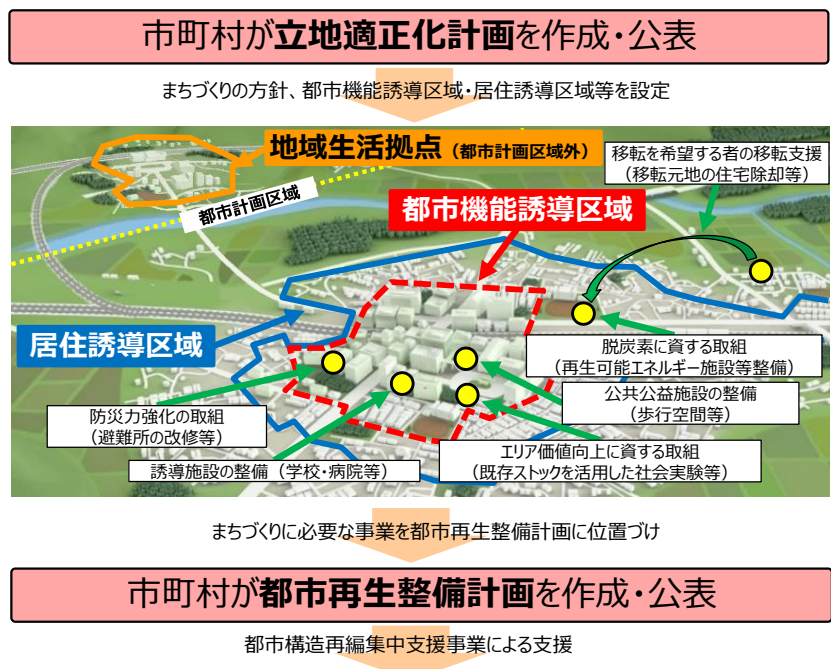 市町村が立地適正化計画を作成・公表
まちづくりの方針、都市機能誘導区域・居住誘導区域等を設定
地域生活拠点（都市計画区域外）
移転を希望する者の移転支援
（移転元地の住宅除却等）
都市計画区域
都市機能誘導区域
居住誘導区域
脱炭素に資する取組
（再生可能エネルギー施設等整備）
公共公益施設の整備
（歩行空間等）
防災力強化の取組
（避難所の改修等）
エリア価値向上に資する取組
（既存ストックを活用した社会実験等）
誘導施設の整備（学校・病院等）
まちづくりに必要な事業を都市再生整備計画に位置づけ
市町村が都市再生整備計画を作成・公表
都市構造再編集中支援事業による支援